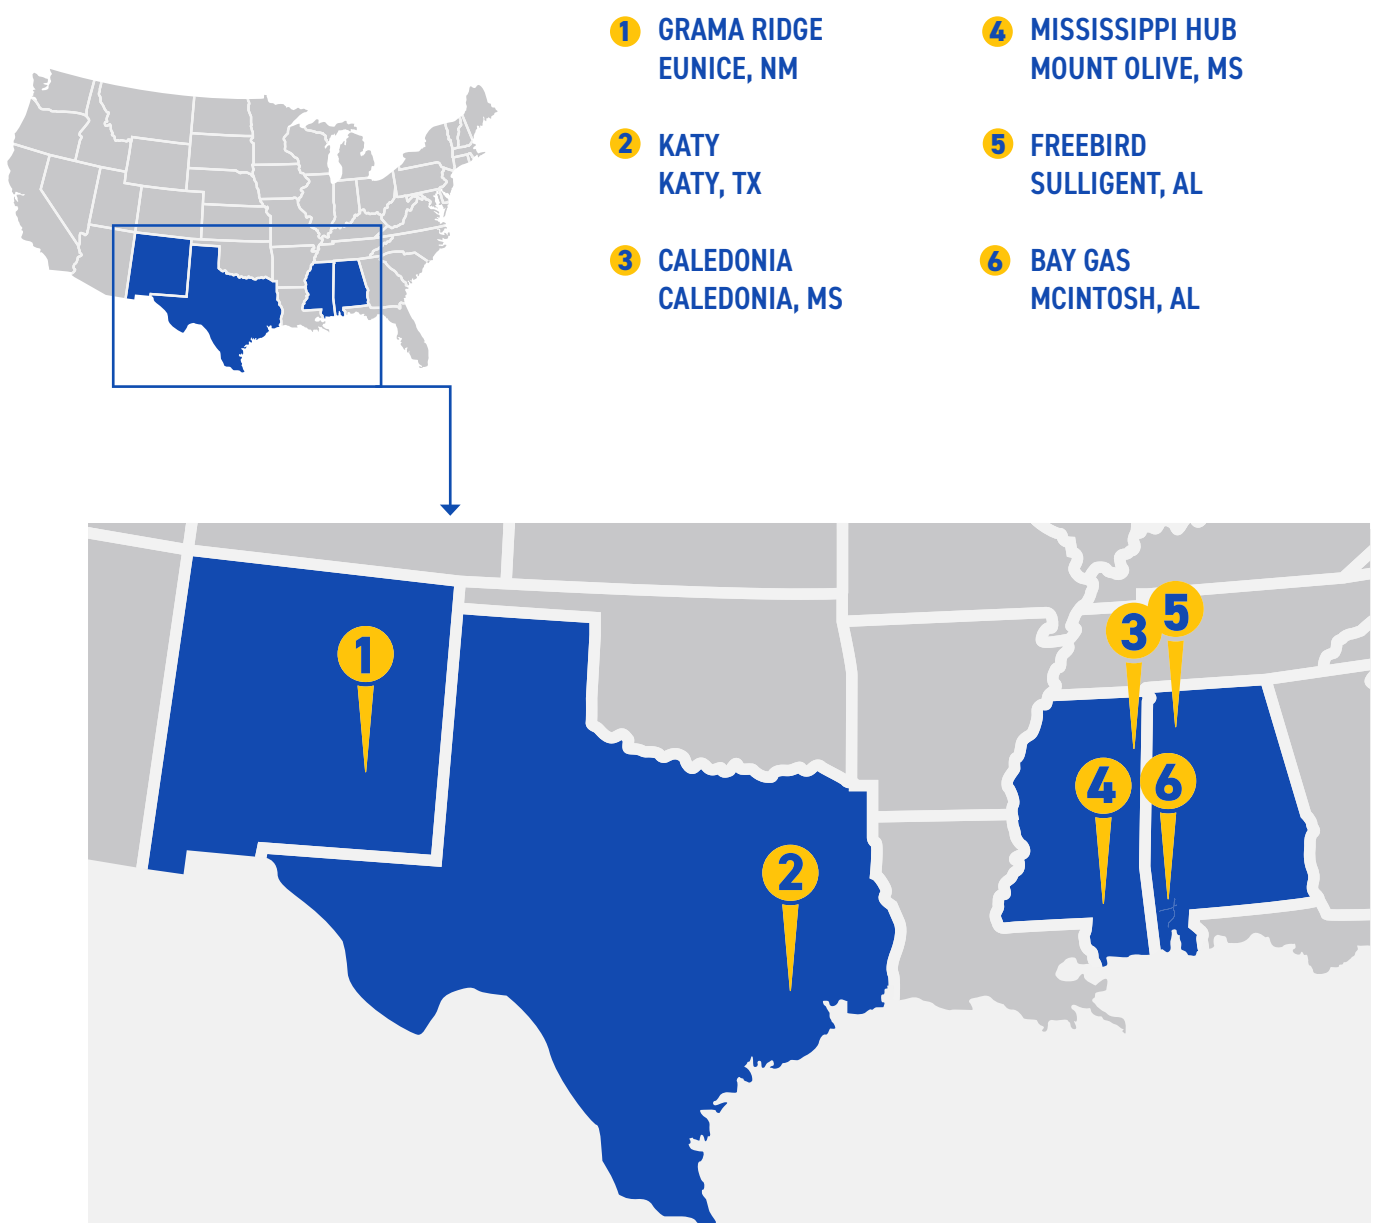 1 GRAMA RIDGE
EUNICE, NM
2 KATY
KATY, TX
3 CALEDONIA
CALEDONIA, MS
4 MISSISSIPPI HUB
MOUNT OLIVE, MS
5 FREEBIRD
SULLIGENT, AL
6 BAY GAS
MCINTOSH, AL
5
3
1
4
6
2